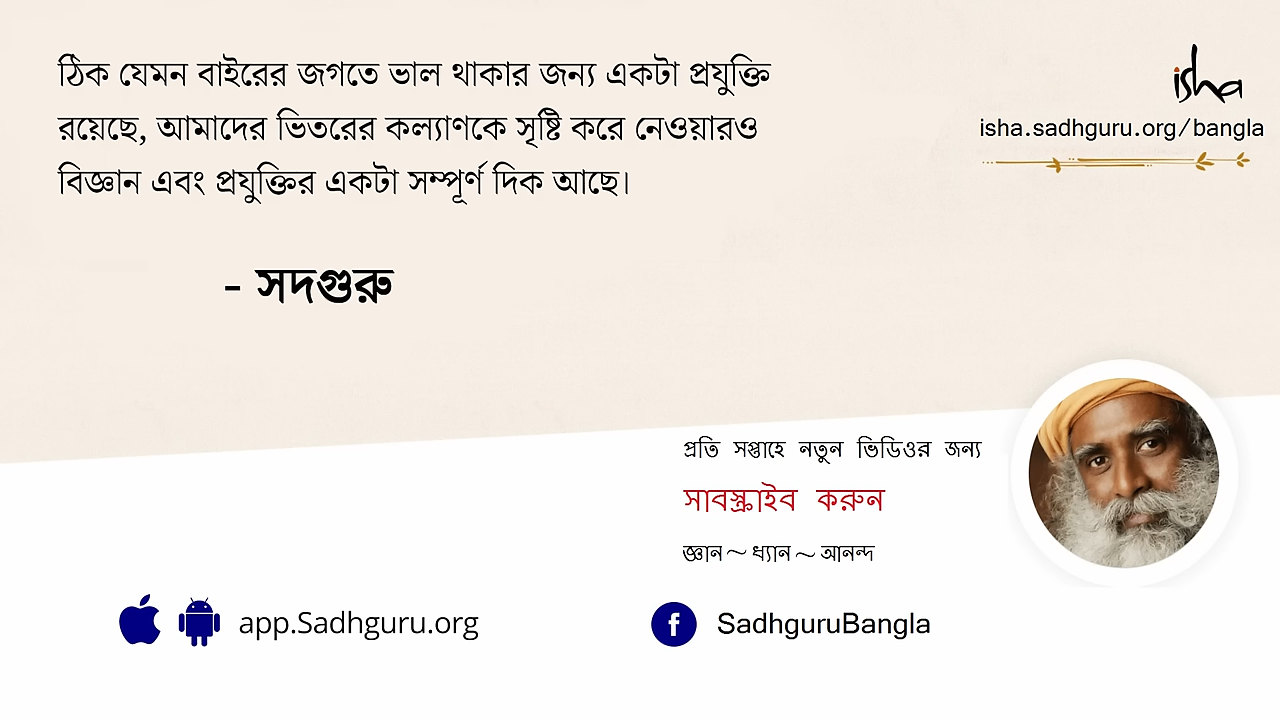 ঠিক যেমন বাইরের জগতে ভাল থাকার জন্য একটা প্রযুক্তি
রয়েছে, আমাদের ভিতরের কল্যাণকে সৃষ্টি করে নেওয়ারও
বিজ্ঞান এবং প্রযুক্তির একটা সম্পূর্ণ দিক আছে।
- সদগুরু
isha
isha.sadhguru.org/bangla
প্রতি সপ্তাহে নতুন ভিডিওর জন্য
সাবস্ক্রাইব করুন
জ্ঞান ~ ধ্যান ~ আনন্দ
app.Sadhguru.org
f SadhguruBangla